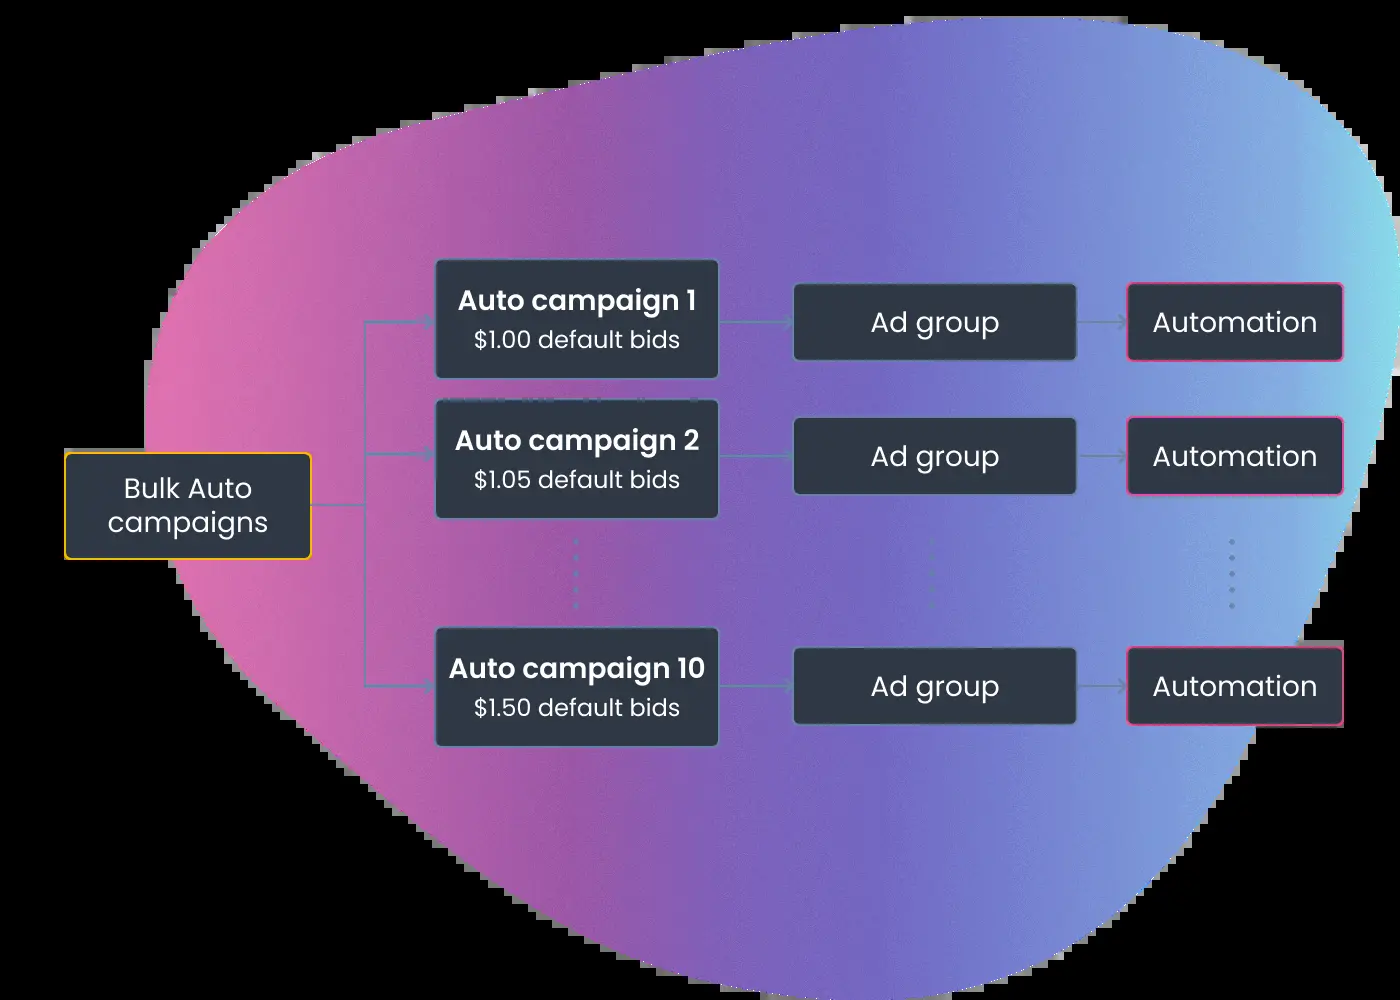 Auto campaign 1
$1.00 default bids
Ad group
Automation
Auto campaign 2
$1.05 default bids
Ad group
Automation
Bulk Auto
campaigns
Auto campaign 10
$1.50 default bids
Ad group
Automation